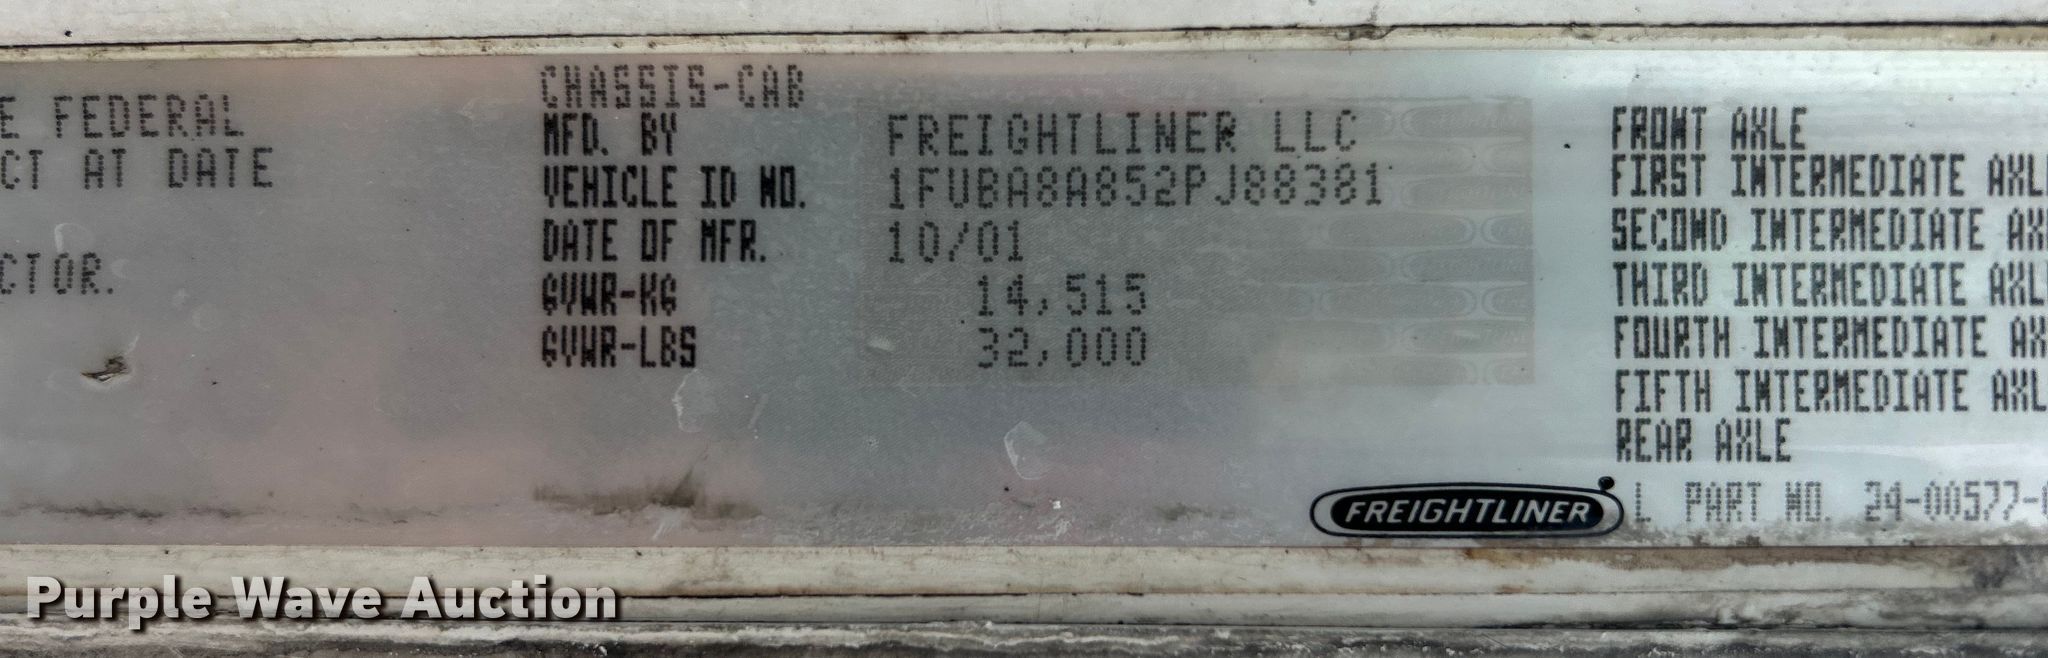 E FEDERAL
CT AT DATE
CTOR.
CHASSIS-CAB
MFD. BY FREIGHTLINER LLC
VEHICLE ID NO. 1FUBA8A852PJ88381
DATE OF MFR. 10/01
GVWR-KG 14,515
GVWR-LBS 32,000
FRONT AXLE
FIRST INTERMEDIATE AXL
SECOND INTERMEDIATE AX
THIRD INTERMEDIATE AXL
FOURTH INTERMEDIATE AX
FIFTH INTERMEDIATE AXL
REAR AXLE
FREIGHTLINER
L PART NO. 24-00577-0
Purple Wave Auction